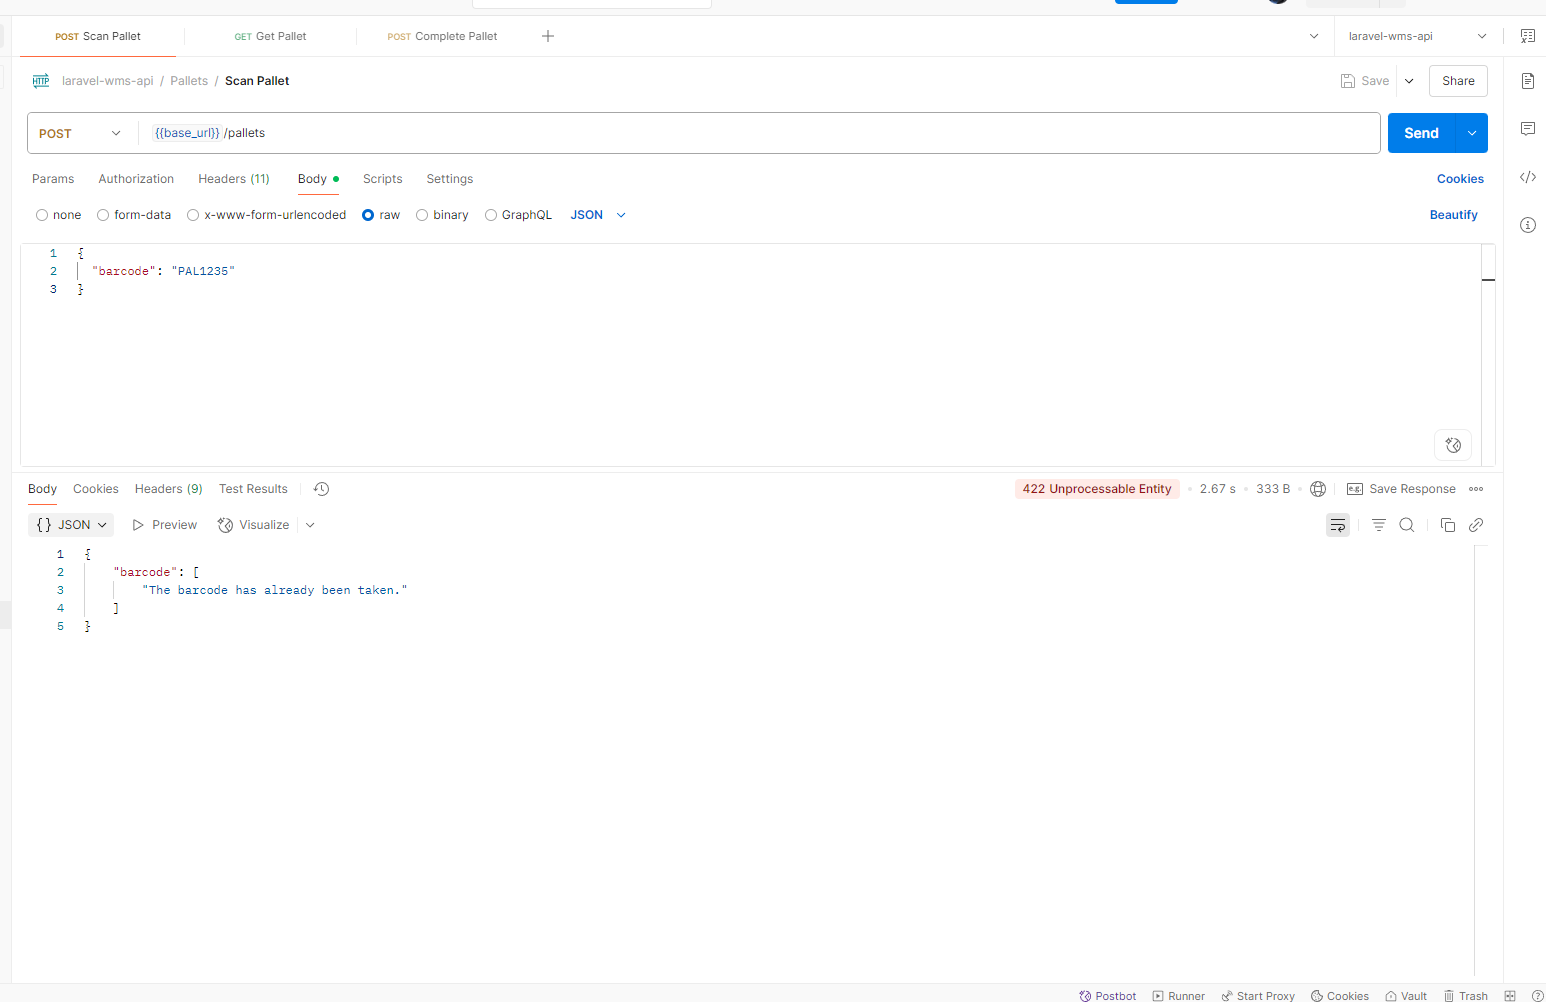 POST Scan Pallet
GET Get Pallet
POST Complete Pallet
laravel-wms-api
HTTP laravel-wms-api / Pallets / Scan Pallet
Save
Share
POST
{{base_url}} /pallets
Send
Params Authorization Headers (11) Body Scripts Settings
Cookies
none form-data x-www-form-urlencoded raw binary GraphQL JSON
Beautify
1 {
2 "barcode": "PAL1235"
3 }
Body Cookies Headers (9) Test Results
422 Unprocessable Entity 2.67 s 333 B e.g. Save Response
{} JSON Preview Visualize
1 {
2 "barcode": [
3 "The barcode has already been taken."
4 ]
5 }
Postbot Runner Start Proxy Cookies Vault Trash